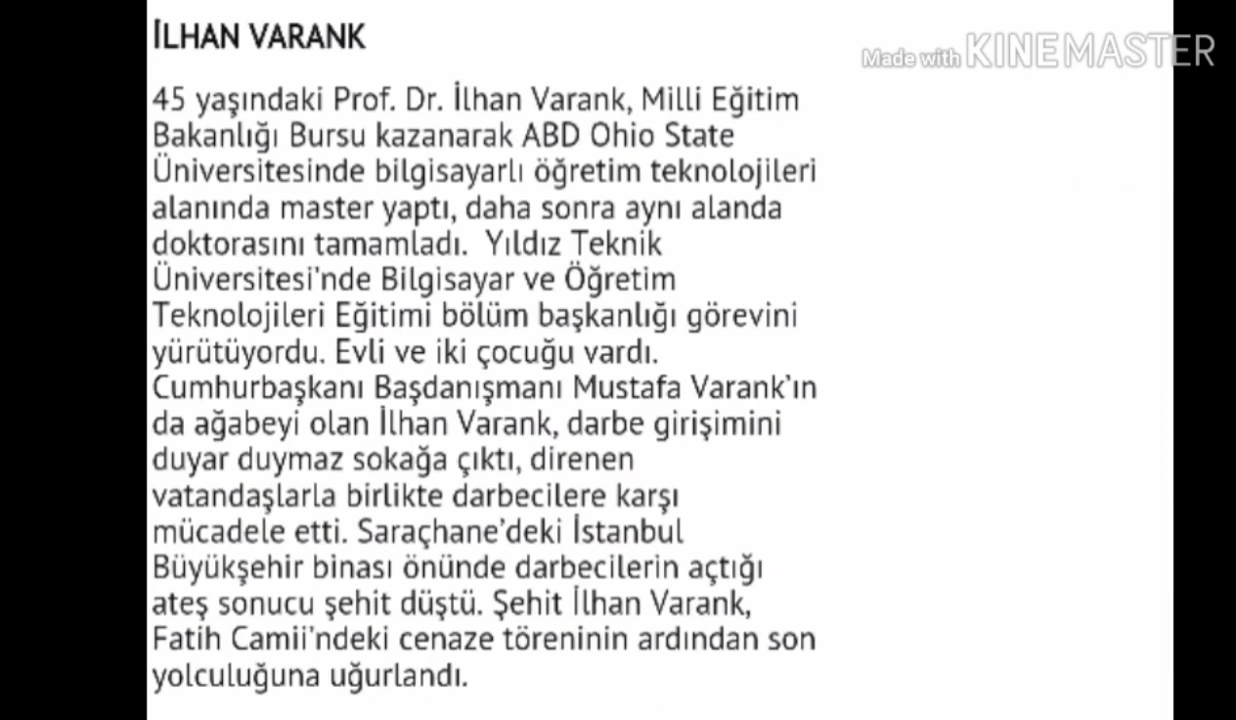 İLHAN VARANK
Made with KINEMASTER
45 yaşındaki Prof. Dr. İlhan Varank, Milli Eğitim
Bakanlığı Bursu kazanarak ABD Ohio State
Üniversitesinde bilgisayarlı öğretim teknolojileri
alanında master yaptı, daha sonra aynı alanda
doktorasını tamamladı.  Yıldız Teknik
Üniversitesi'nde Bilgisayar ve Öğretim
Teknolojileri Eğitimi bölüm başkanlığı görevini
yürütüyordu. Evli ve iki çocuğu vardı.
Cumhurbaşkanı Başdanışmanı Mustafa Varank'ın
da ağabeyi olan İlhan Varank, darbe girişimini
duyar duymaz sokağa çıktı, direnen
vatandaşlarla birlikte darbecilere karşı
mücadele etti. Saraçhane'deki İstanbul
Büyükşehir binası önünde darbecilerin açtığı
ateş sonucu şehit düştü. Şehit İlhan Varank,
Fatih Camii'ndeki cenaze töreninin ardından son
yolculuğuna uğurlandı.